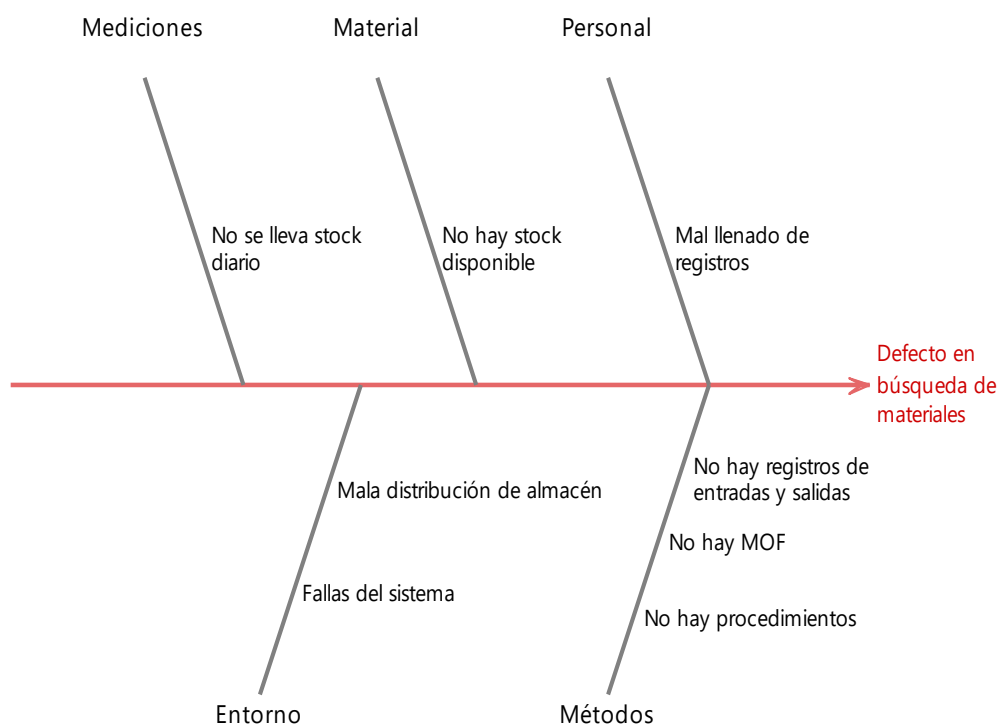 Mediciones
Material
Personal
No se lleva stock
diario
No hay stock
disponible
Mal llenado de
registros
Defecto en
búsqueda de
materiales
Mala distribución de almacén
Fallas del sistema
No hay registros de
entradas y salidas
No hay MOF
No hay procedimientos
Entorno
Métodos